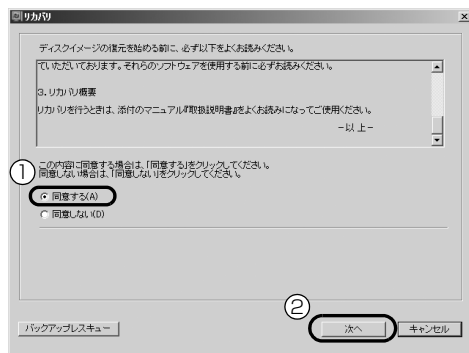 リカバリ
ディスクイメージの復元を始める前に、必ず以下をよくお読みください。
ていただいております。それらのソフトウェアを使用する前に必ずお読みください。
3. リカバリ概要
リカバリを行うときは、添付のマニュアル『取扱説明書』をよくお読みになってご使用ください。
－以 上－
この内容に同意する場合は、「同意する」をクリックしてください。
同意しない場合は、「同意しない」をクリックしてください。
①
同意する(A)
同意しない(D)
②
バックアップレスキュー
次へ
キャンセル